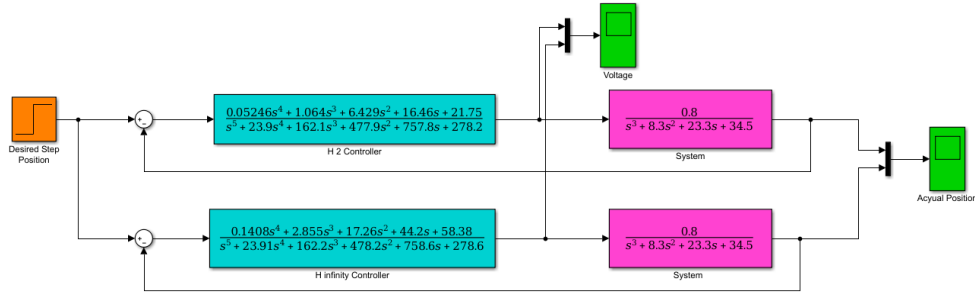 Voltage
Desired Step
Position
+
-
0.05246s⁴ + 1.064s³ + 6.429s² + 16.46s + 21.75
s⁵ + 23.9s⁴ + 162.1s³ + 477.9s² + 757.8s + 278.2
H 2 Controller
0.8
s³ + 8.3s² + 23.3s + 34.5
System
Acyual Position
+
-
0.1408s⁴ + 2.855s³ + 17.26s² + 44.2s + 58.38
s⁵ + 23.91s⁴ + 162.2s³ + 478.2s² + 758.6s + 278.6
H infinity Controller
0.8
s³ + 8.3s² + 23.3s + 34.5
System